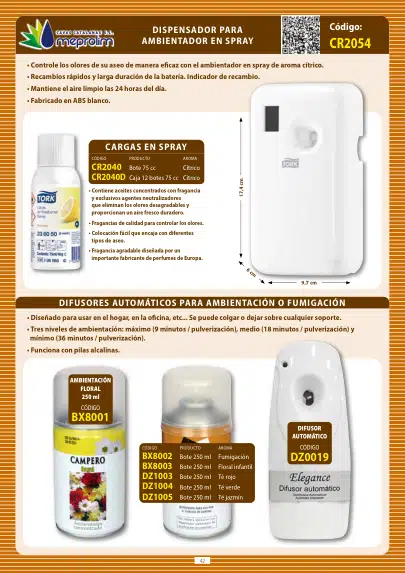 CAYÁS CATALANAS S.L.
meprolim
DISPENSADOR PARA
AMBIENTADOR EN SPRAY
Código:
CR2054
• Controle los olores de su aseo de manera eficaz con el ambientador en spray de aroma cítrico.
• Recambios rápidos y larga duración de la batería. Indicador de recambio.
• Mantiene el aire limpio las 24 horas del día.
• Fabricado en ABS blanco.
CARGAS EN SPRAY
CÓDIGO PRODUCTO AROMA
CR2040 Bote 75 cc Cítrico
CR2040D Caja 12 botes 75 cc Cítrico
• Contiene aceites concentrados con fragancia
y exclusivos agentes neutralizadores
que eliminan los olores desagradables y
proporcionan un aire fresco duradero.
• Fragancias de calidad para controlar los olores.
• Colocación fácil que encaja con diferentes
tipos de aseo.
• Fragancia agradable diseñada por un
importante fabricante de perfumes de Europa.
TORK
TORK
17,4 cm.
6 cm.
9,7 cm.
DIFUSORES AUTOMÁTICOS PARA AMBIENTACIÓN O FUMIGACIÓN
• Diseñado para usar en el hogar, en la oficina, etc... Se puede colgar o dejar sobre cualquier soporte.
• Tres niveles de ambientación: máximo (9 minutos / pulverización), medio (18 minutos / pulverización) y
mínimo (36 minutos / pulverización).
• Funciona con pilas alcalinas.
AMBIENTACIÓN
FLORAL
250 ml
CÓDIGO
BX8001
CAMPERO
CÓDIGO PRODUCTO AROMA
BX8002 Bote 250 ml Fumigación
BX8003 Bote 250 ml Floral infantil
DZ1003 Bote 250 ml Té rojo
DZ1004 Bote 250 ml Té verde
DZ1005 Bote 250 ml Té jazmín
DIFUSOR
AUTOMÁTICO
CÓDIGO
DZ0019
Elegance
Difusor automático
42